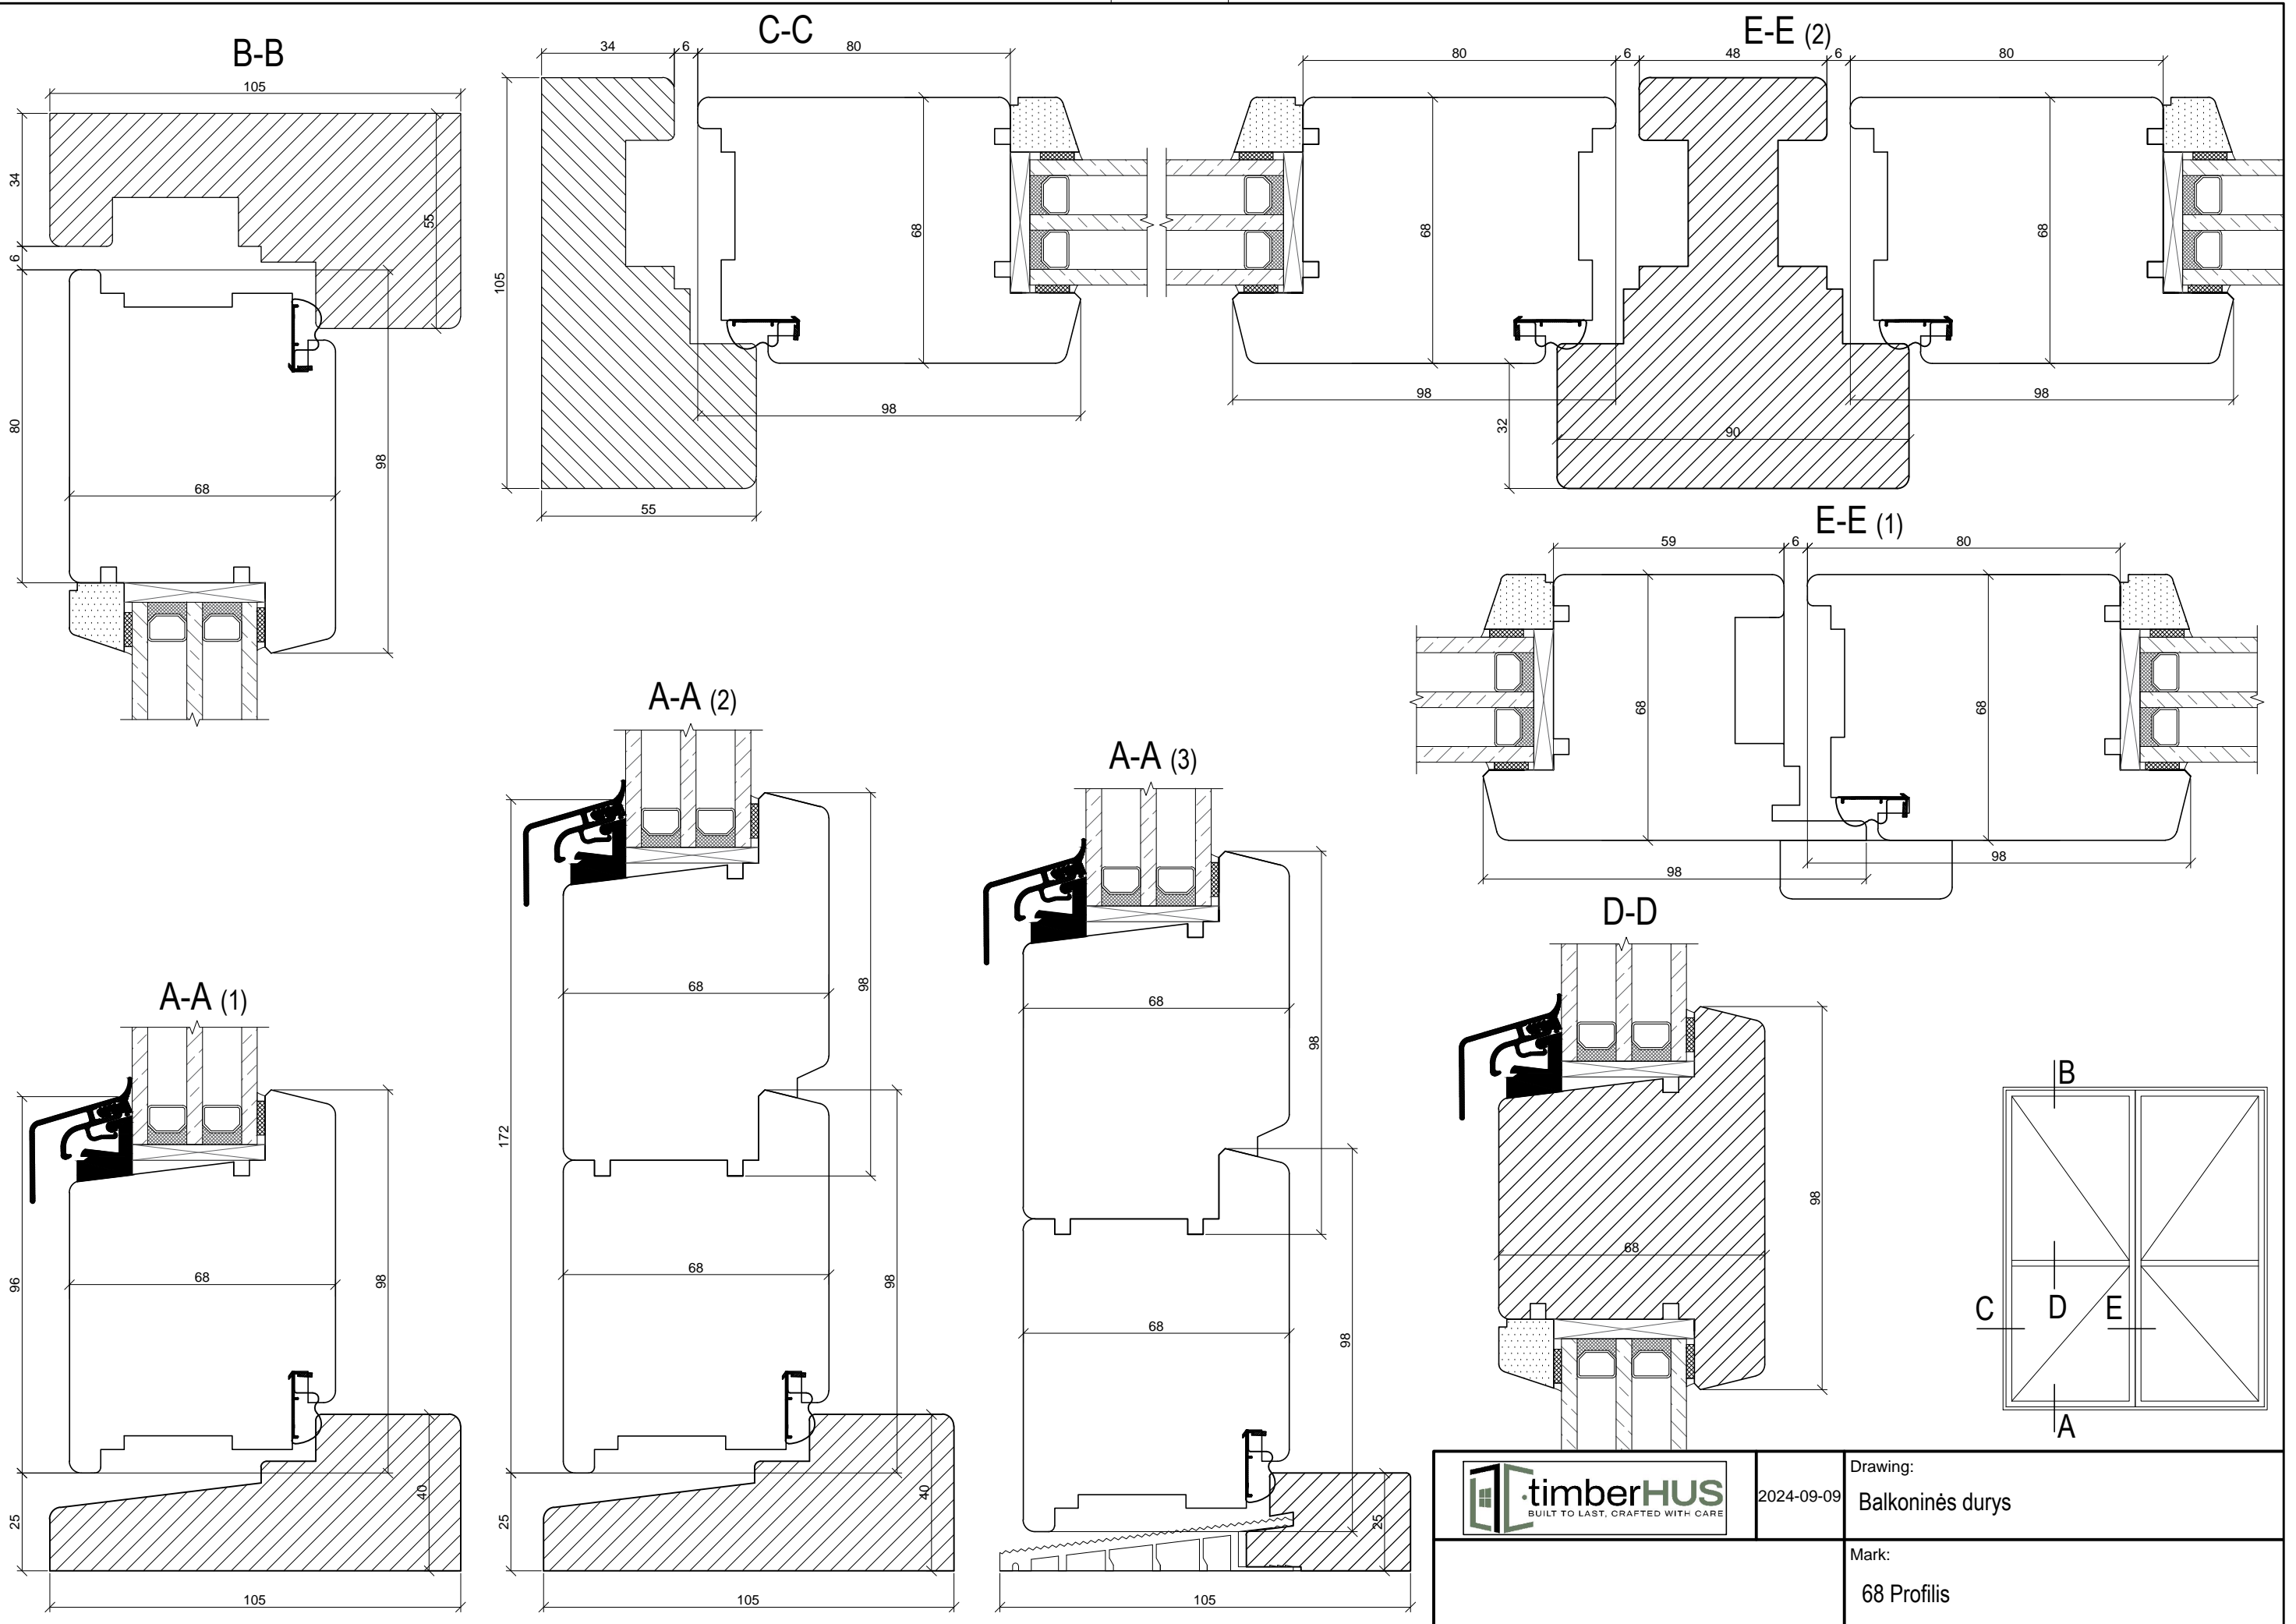 B-B
105
34
6
55
80
98
68
C-C
34
6
80
105
68
98
55
E-E (2)
80
6
48
6
80
68
68
98
98
32
90
E-E (1)
59
6
80
68
68
98
98
A-A (1)
96
68
98
25
40
105
A-A (2)
172
68
98
68
98
25
40
105
A-A (3)
68
98
68
98
25
105
D-D
68
98
B
C
D
E
A
timberHUS
BUILT TO LAST, CRAFTED WITH CARE
2024-09-09
Drawing:
Balkoninės durys
Mark:
68 Profilis